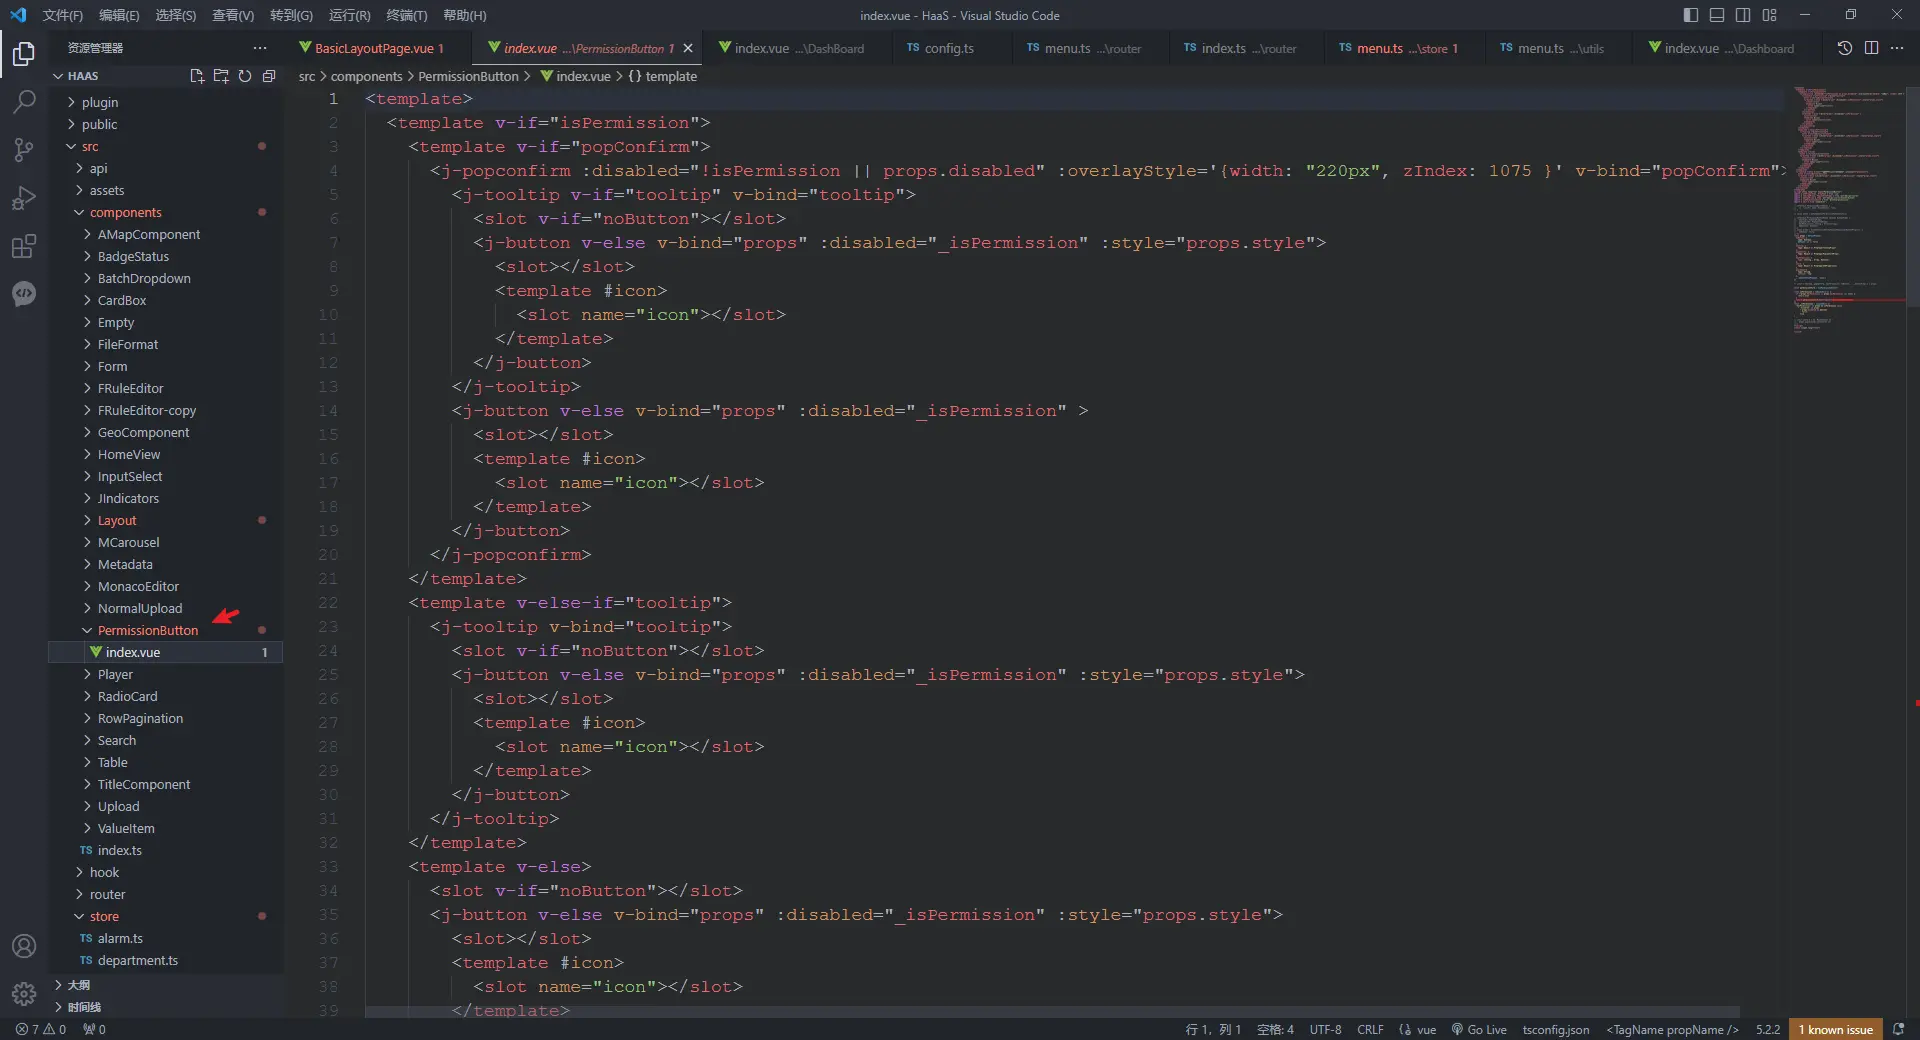 文件(F) 编辑(E) 选择(S) 查看(V) 转到(G) 运行(R) 终端(T) 帮助(H)
index.vue - HaaS - Visual Studio Code
资源管理器
BasicLayoutPage.vue 1
index.vue ...\PermissionButton 1
index.vue ...\DashBoard
TS config.ts
TS menu.ts ...\router
TS index.ts ...\router
TS menu.ts ...\store 1
TS menu.ts ...\utils
index.vue ...\Dashboard
HAAS
src > components > PermissionButton > index.vue > {} template
plugin
public
src
api
assets
components
AMapComponent
BadgeStatus
BatchDropdown
CardBox
Empty
FileFormat
Form
FRuleEditor
FRuleEditor-copy
GeoComponent
HomeView
InputSelect
JIndicators
Layout
MCarousel
Metadata
MonacoEditor
NormalUpload
PermissionButton
index.vue 1
Player
RadioCard
RowPagination
Search
Table
TitleComponent
Upload
ValueItem
TS index.ts
hook
router
store
TS alarm.ts
TS department.ts
大纲
时间线
1 <template>
2 <template v-if="isPermission">
3 <template v-if="popConfirm">
4 <j-popconfirm :disabled="!isPermission || props.disabled" :overlayStyle='{width: "220px", zIndex: 1075 }' v-bind="popConfirm">
5 <j-tooltip v-if="tooltip" v-bind="tooltip">
6 <slot v-if="noButton"></slot>
7 <j-button v-else v-bind="props" :disabled="_isPermission" :style="props.style">
8 <slot></slot>
9 <template #icon>
10 <slot name="icon"></slot>
11 </template>
12 </j-button>
13 </j-tooltip>
14 <j-button v-else v-bind="props" :disabled="_isPermission" >
15 <slot></slot>
16 <template #icon>
17 <slot name="icon"></slot>
18 </template>
19 </j-button>
20 </j-popconfirm>
21 </template>
22 <template v-else-if="tooltip">
23 <j-tooltip v-bind="tooltip">
24 <slot v-if="noButton"></slot>
25 <j-button v-else v-bind="props" :disabled="_isPermission" :style="props.style">
26 <slot></slot>
27 <template #icon>
28 <slot name="icon"></slot>
29 </template>
30 </j-button>
31 </j-tooltip>
32 </template>
33 <template v-else>
34 <slot v-if="noButton"></slot>
35 <j-button v-else v-bind="props" :disabled="_isPermission" :style="props.style">
36 <slot></slot>
37 <template #icon>
38 <slot name="icon"></slot>
39 </template>
7 0 0
行 1，列 1 空格: 4 UTF-8 CRLF vue Go Live tsconfig.json <TagName propName /> 5.2.2 1 known issue